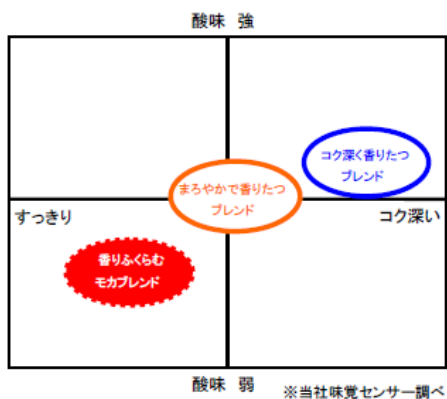 酸味 強
コク深く香りたつ
ブレンド
まろやかで香りたつ
ブレンド
すっきり
コク深い
香りふくらむ
モカブレンド
酸味 弱
※当社味覚センサー調べ